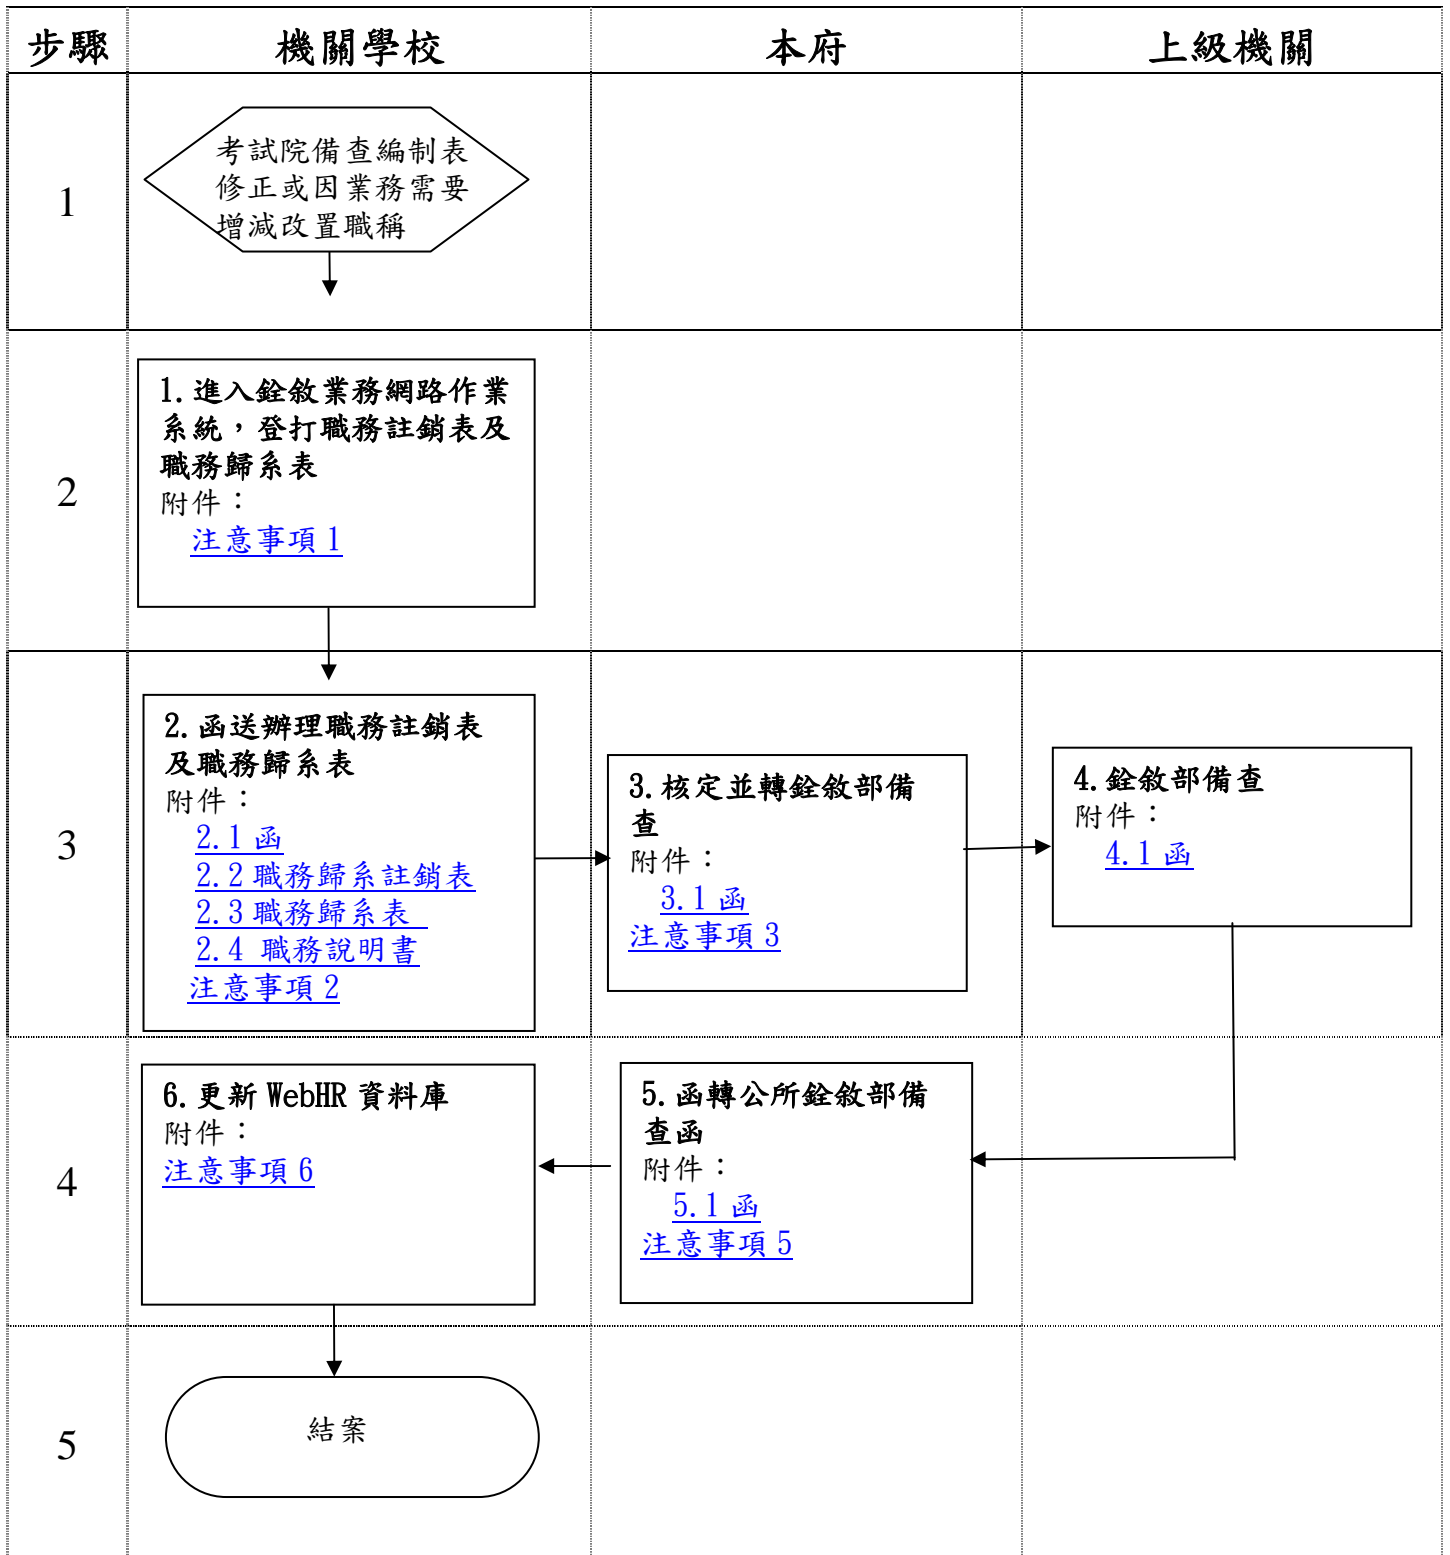 步驟 機關學校 本府 上級機關
1
考試院備查編制表
修正或因業務需要
增減改置職稱
2
1.進入銓敘業務網路作業
系統，登打職務註銷表及
職務歸系表
附件：
注意事項 1
3
2.函送辦理職務註銷表
及職務歸系表
附件：
2.1 函
2.2 職務歸系註銷表
2.3 職務歸系表
2.4 職務說明書
注意事項 2
3.核定並轉銓敘部備
查
附件：
3.1 函
注意事項 3
4.銓敘部備查
附件：
4.1 函
4
6.更新 WebHR 資料庫
附件：
注意事項 6
5.函轉公所銓敘部備
查函
附件：
5.1 函
注意事項 5
5
結案